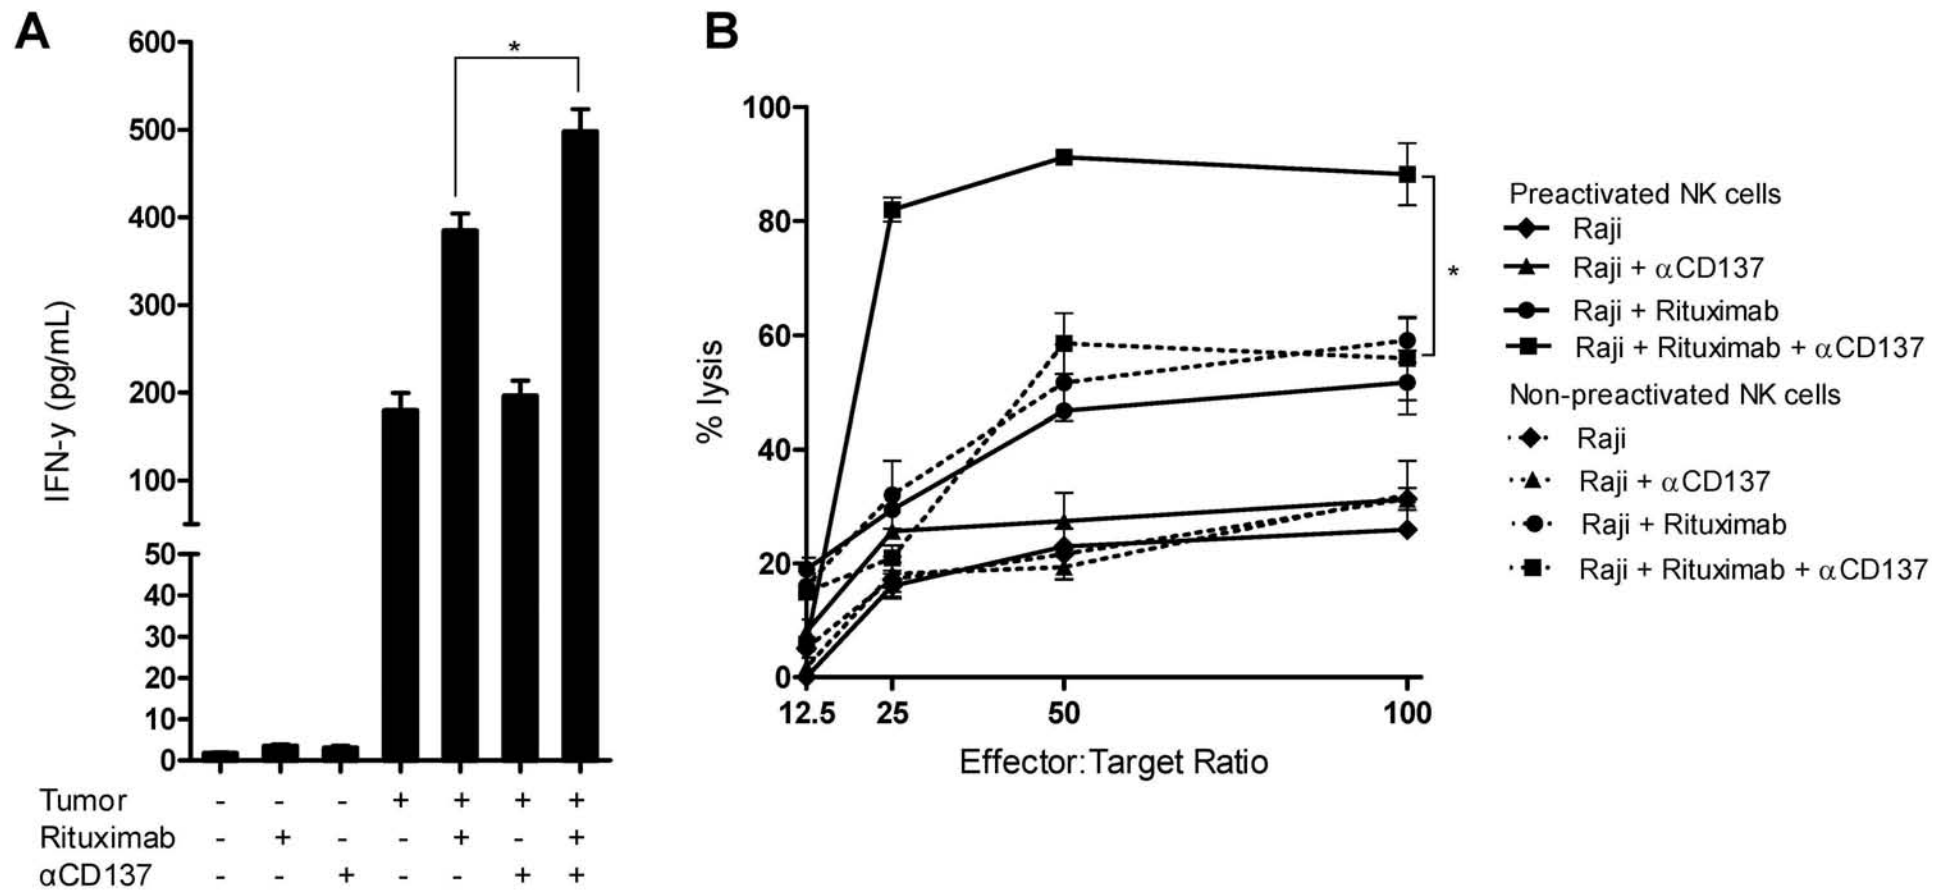 A
600
500
400
300
200
100
50
40
30
20
10
0
IFN-y (pg/mL)
*
Tumor - - - + + + +
Rituximab - + - - + - +
αCD137 - - + - - + +
B
100
80
60
40
20
0
% lysis
12.5 25 50 100
Effector:Target Ratio
*
Preactivated NK cells
Raji
Raji + αCD137
Raji + Rituximab
Raji + Rituximab + αCD137
Non-preactivated NK cells
Raji
Raji + αCD137
Raji + Rituximab
Raji + Rituximab + αCD137